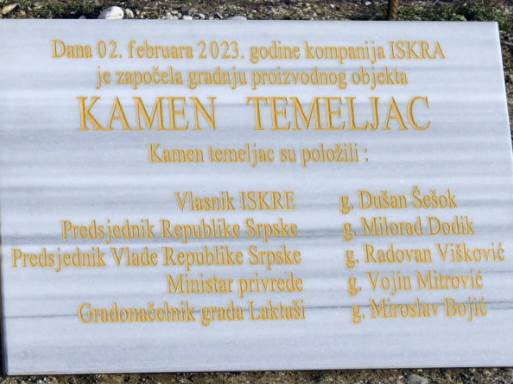 Dana 02. februara 2023. godine kompanija ISKRA
je započela gradnju proizvodnog objekta
KAMEN TEMELJAC
Kamen temeljac su položili :
Vlasnik ISKRE g. Dušan Šešok
Predsjednik Republike Srpske g. Milorad Dodik
Predsjednik Vlade Republike Srpske g. Radovan Višković
Ministar privrede g. Vojin Mitrović
Gradonačelnik grada Laktaši g. Miroslav Bojić